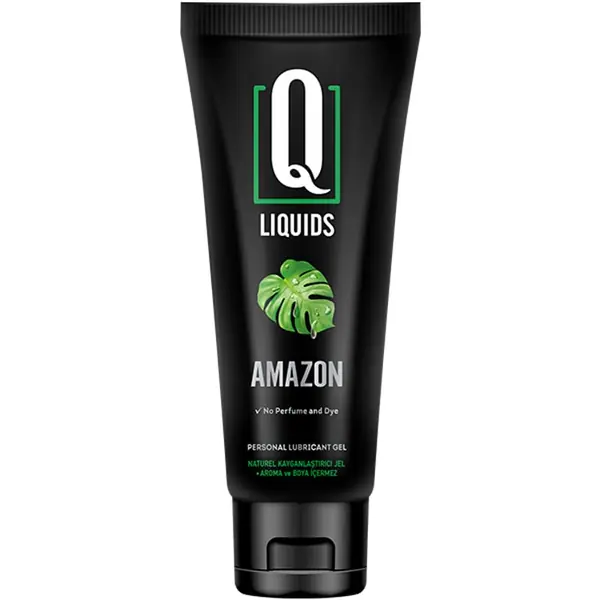 Q
LIQUIDS
AMAZON
✓ No Perfume and Dye
PERSONAL LUBRICANT GEL
NATUREL KAYGANLAŞTIRICI JEL
• AROMA ve BOYA İÇERMEZ